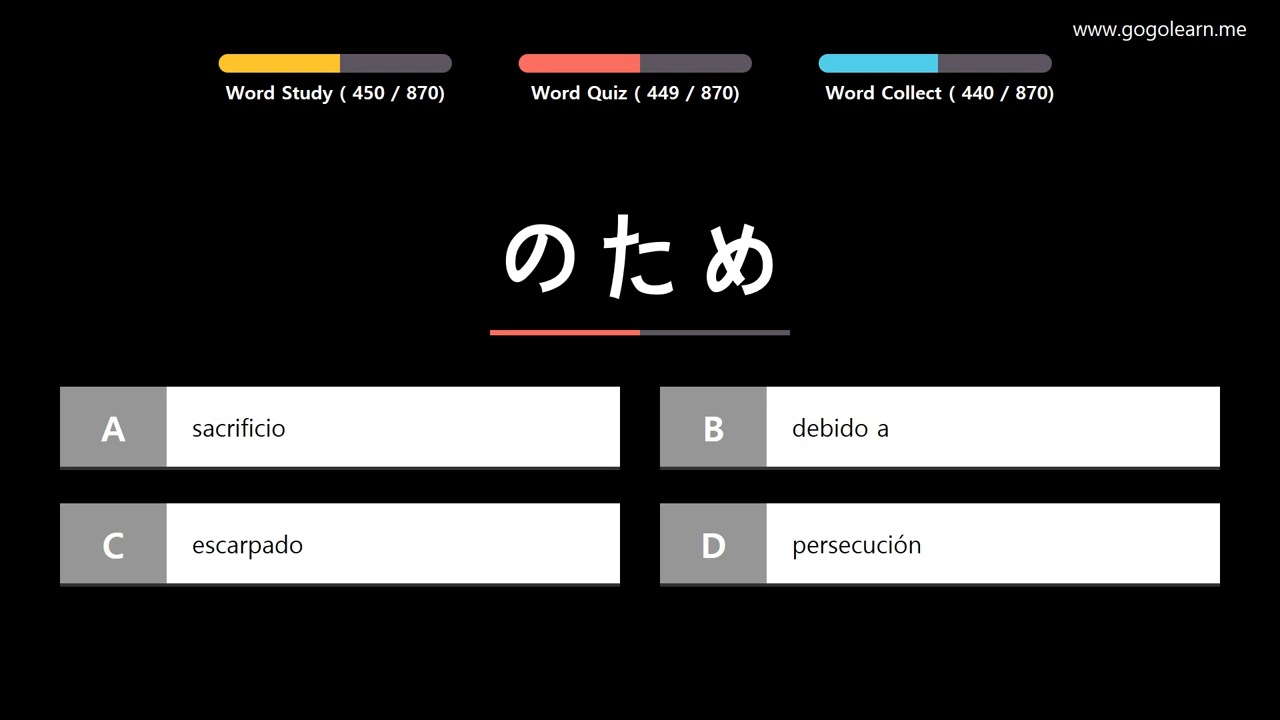 www.gogolearn.me
Word Study ( 450 / 870)
Word Quiz ( 449 / 870)
Word Collect ( 440 / 870)
のため
A sacrificio
B debido a
C escarpado
D persecución